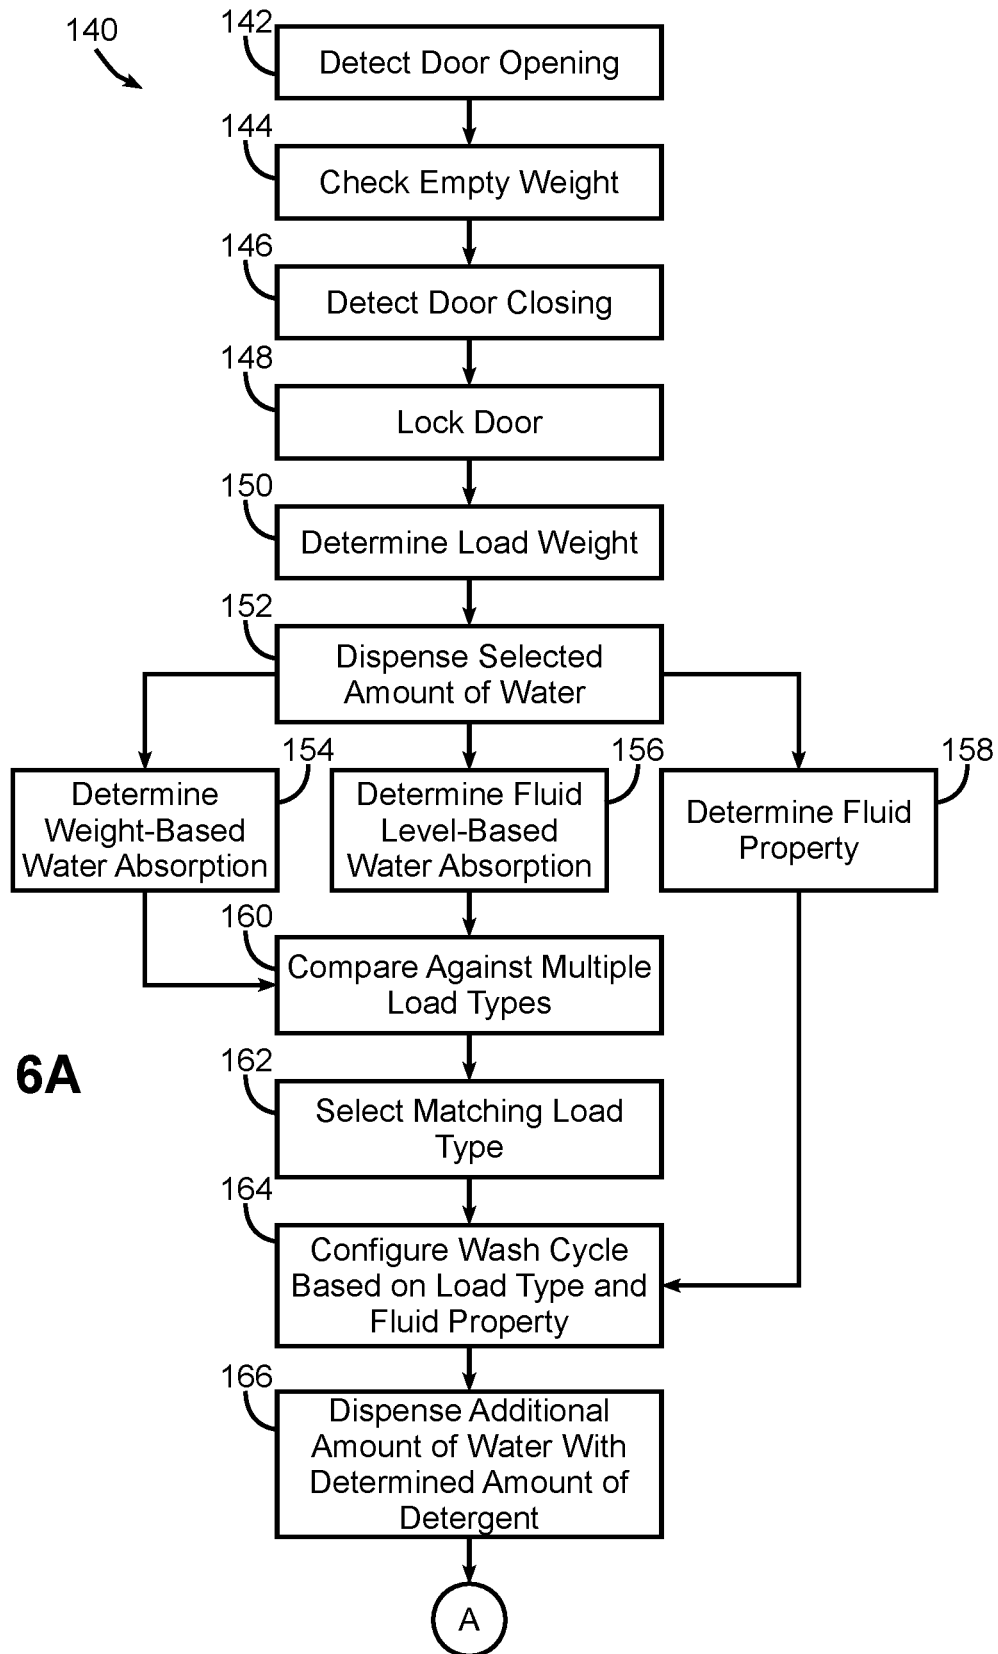 140
142
Detect Door Opening
144
Check Empty Weight
146
Detect Door Closing
148
Lock Door
150
Determine Load Weight
152
Dispense Selected
Amount of Water
154
Determine
Weight-Based
Water Absorption
156
Determine Fluid
Level-Based
Water Absorption
158
Determine Fluid
Property
160
Compare Against Multiple
Load Types
6A
162
Select Matching Load
Type
164
Configure Wash Cycle
Based on Load Type and
Fluid Property
166
Dispense Additional
Amount of Water With
Determined Amount of
Detergent
A